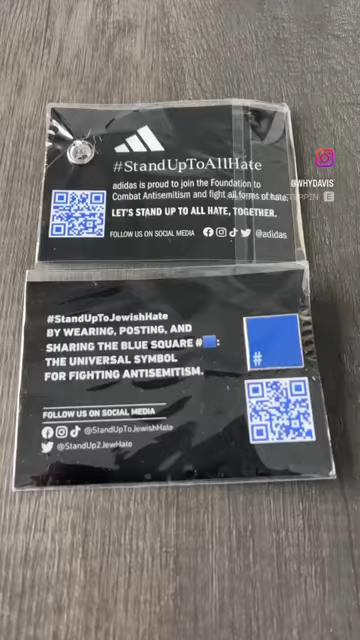 #StandUpToAllHate
adidas is proud to join the Foundation to
Combat Antisemitism and fight all forms of hate.
LET'S STAND UP TO ALL HATE, TOGETHER.
FOLLOW US ON SOCIAL MEDIA @adidas
@WHYDAVIS
#StandUpToJewishHate
BY WEARING, POSTING, AND
SHARING THE BLUE SQUARE # :
THE UNIVERSAL SYMBOL
FOR FIGHTING ANTISEMITISM.
#
FOLLOW US ON SOCIAL MEDIA
@StandUpToJewishHate
@StandUp2JewHate